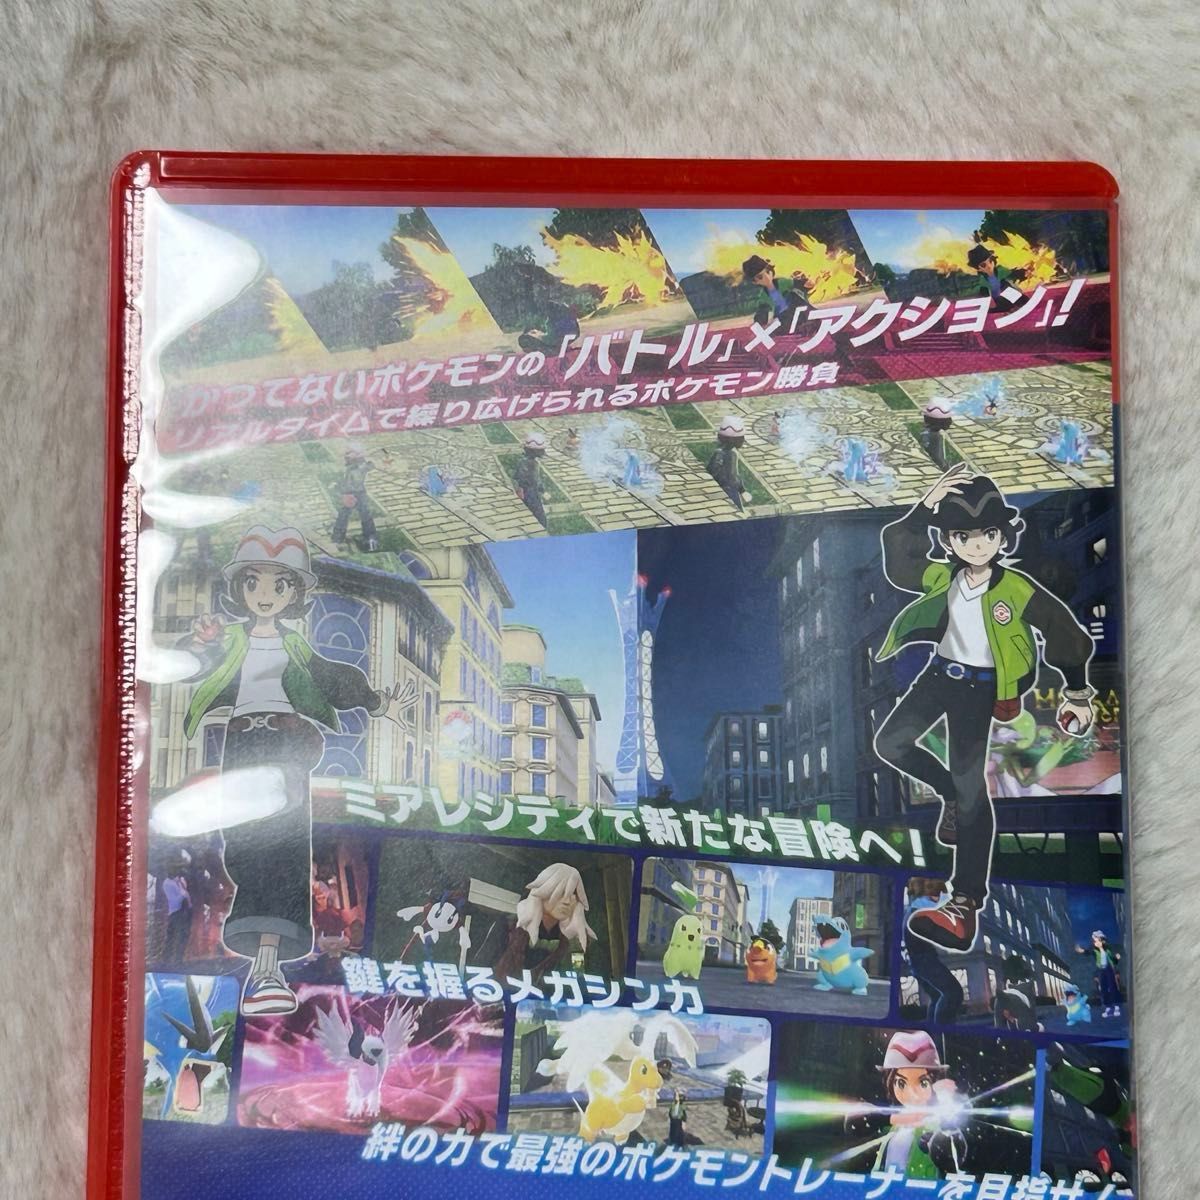 かつてないポケモンの「バトル」×「アクション」!
リアルタイムで繰り広げられるポケモン勝負
ミアレシティで新たな冒険へ!
鍵を握るメガシンカ
絆の力で最強のポケモントレーナーを目指せ!